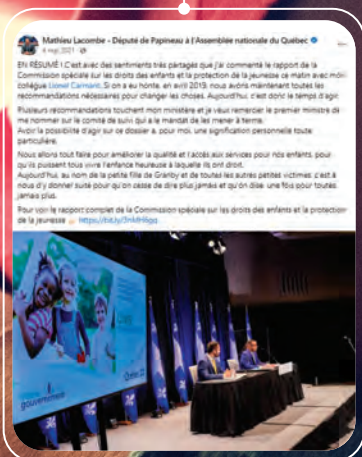 Mathieu Lacombe - Député de Papineau à l'Assemblée nationale du Québec
4 mai 2021
EN RÉSUMÉ I C'est avec des sentiments très partagés que j'ai commenté le rapport de la
Commission spéciale sur les droits des enfants et la protection de la jeunesse ce matin avec mon
collègue Lionel Carmant. Si on a eu honte, en avril 2019, nous avons maintenant toutes les
recommandations nécessaires pour changer les choses. Aujourd'hui, c'est donc le temps d'agir.
Plusieurs recommandations touchent mon ministère et je veux remercier le premier ministre de
me nommer sur le comité de suivi qui a le mandat de les mener à terme.
Avoir la possibilité d'agir sur ce dossier a, pour moi, une signification personnelle toute
particulière.
Nous allons tout faire pour améliorer la qualité et l'accès aux services pour nos enfants, pour
qu'ils puissent tous vivre l'enfance heureuse à laquelle ils ont droit.
Aujourd'hui, au nom de la petite fille de Granby et de toutes les autres petites victimes, c'est à
nous d'y donner suite pour qu'on cesse de dire plus jamais et qu'on dise, une fois pour toutes,
jamais plus.
Pour voir le rapport complet de la Commission spéciale sur les droits des enfants et la protection
de la jeunesse
gouvernement
Québec